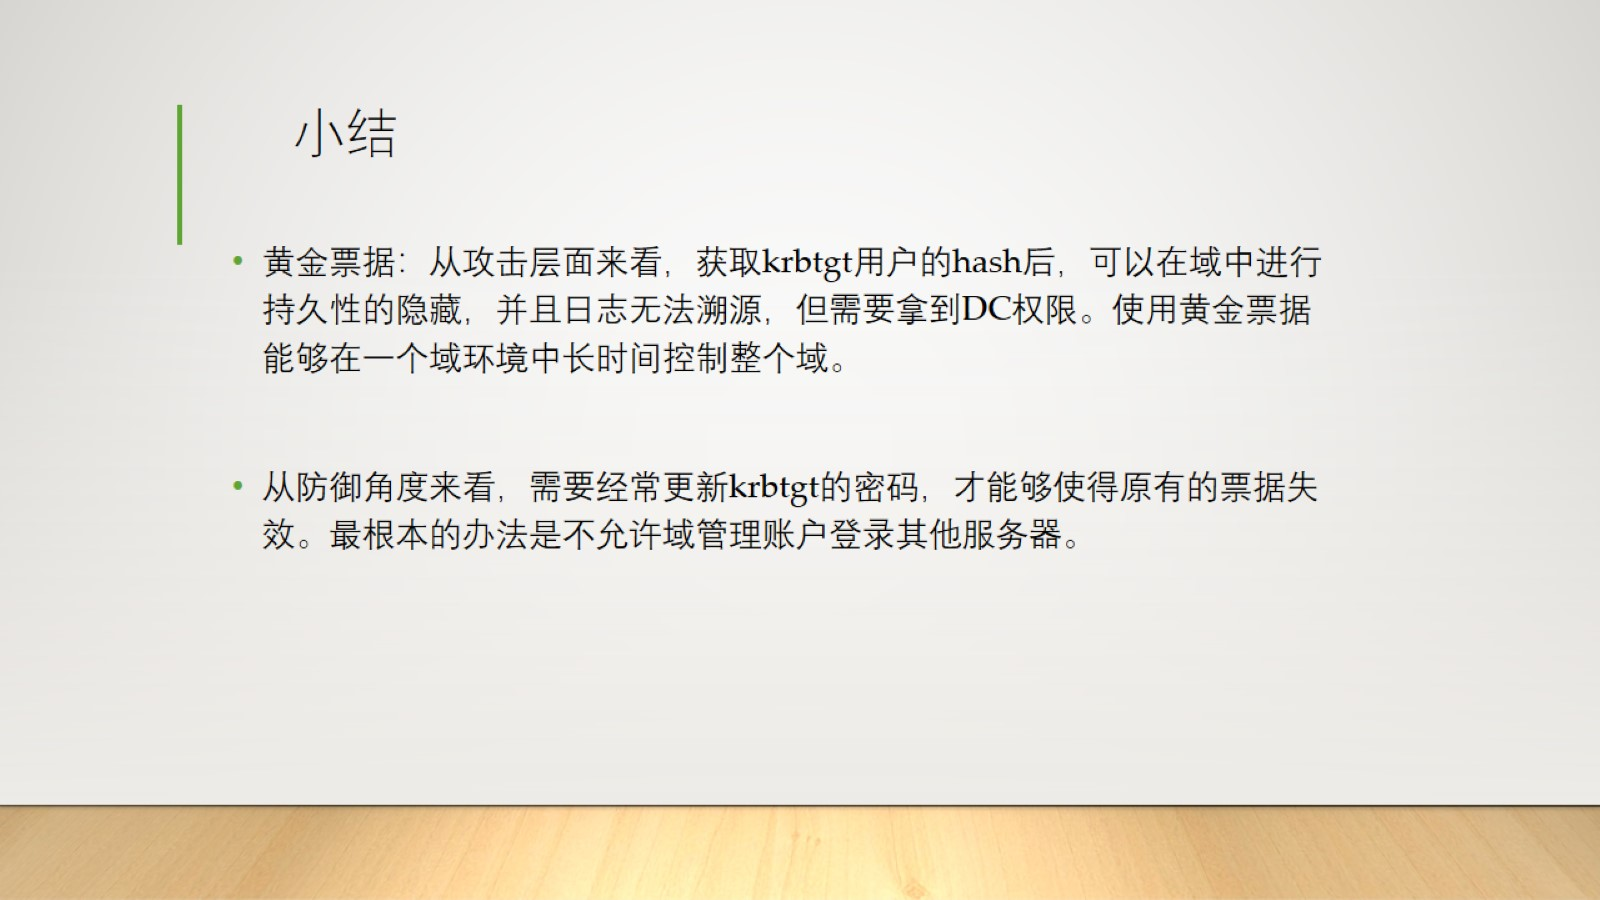 小结
• 黄金票据：从攻击层面来看，获取krbtgt用户的hash后，可以在域中进行
持久性的隐藏，并且日志无法溯源，但需要拿到DC权限。使用黄金票据
能够在一个域环境中长时间控制整个域。
• 从防御角度来看，需要经常更新krbtgt的密码，才能够使得原有的票据失
效。最根本的办法是不允许域管理账户登录其他服务器。